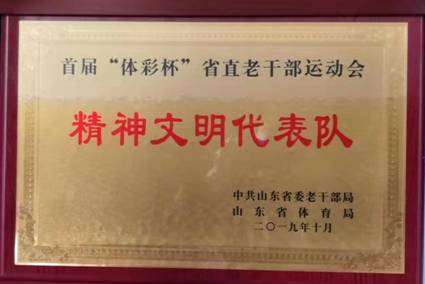 首届“体彩杯”省直老干部运动会
精神文明代表队
中共山东省委老干部局
山东省体育局
二〇一九年十月